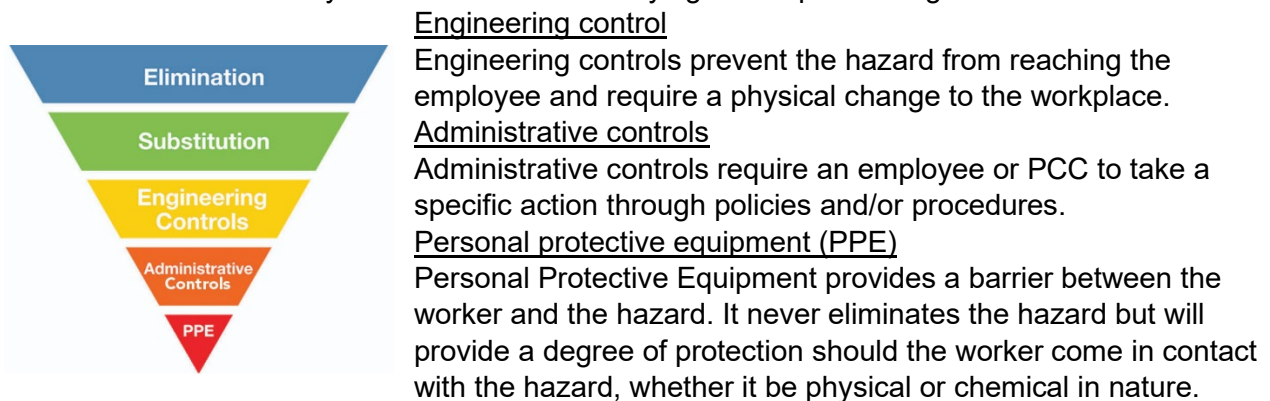 Engineering control
Engineering controls prevent the hazard from reaching the
employee and require a physical change to the workplace.
Administrative controls
Administrative controls require an employee or PCC to take a
specific action through policies and/or procedures.
Personal protective equipment (PPE)
Personal Protective Equipment provides a barrier between the
worker and the hazard. It never eliminates the hazard but will
provide a degree of protection should the worker come in contact
with the hazard, whether it be physical or chemical in nature.
Elimination
Substitution
Engineering
Controls
Administrative
Controls
PPE